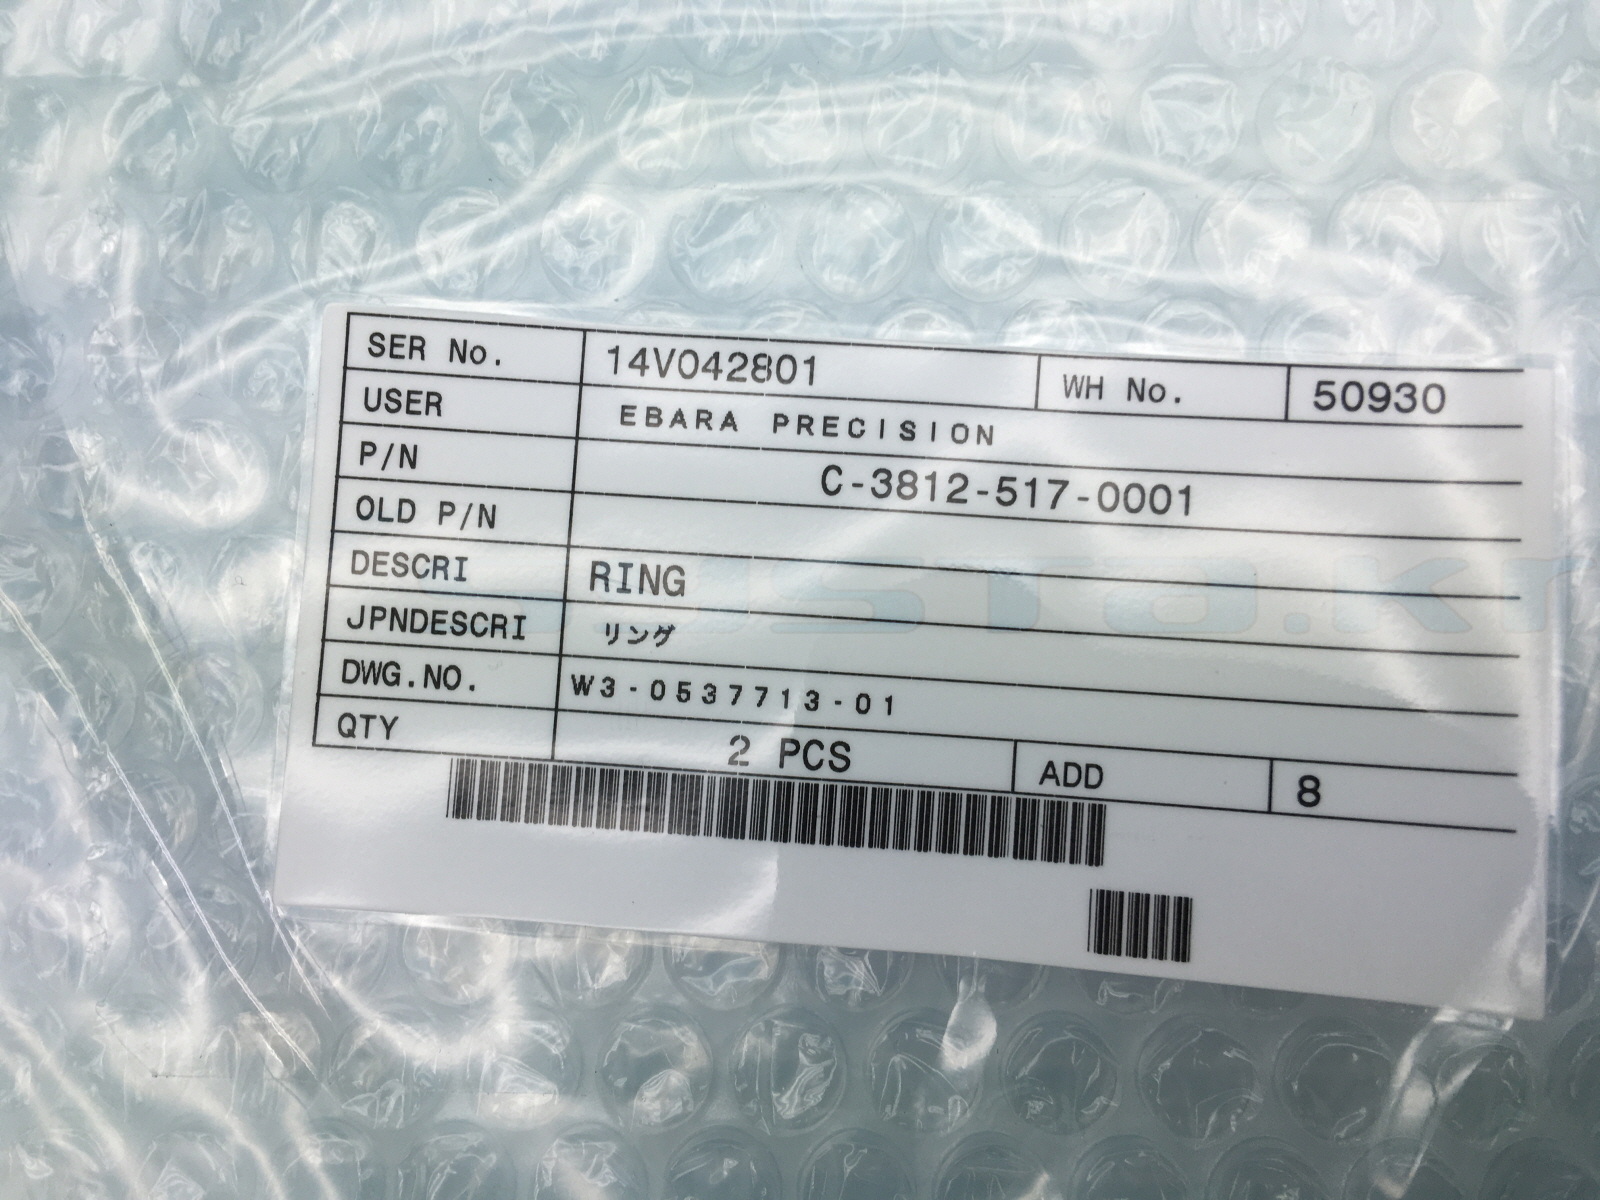 SER No. 14V042801 WH No. 50930
USER EBARA PRECISION
P/N C-3812-517-0001
OLD P/N
DESCRI RING
JPNDESCRI リング
DWG.NO. W3-0537713-01
QTY 2 PCS ADD 8